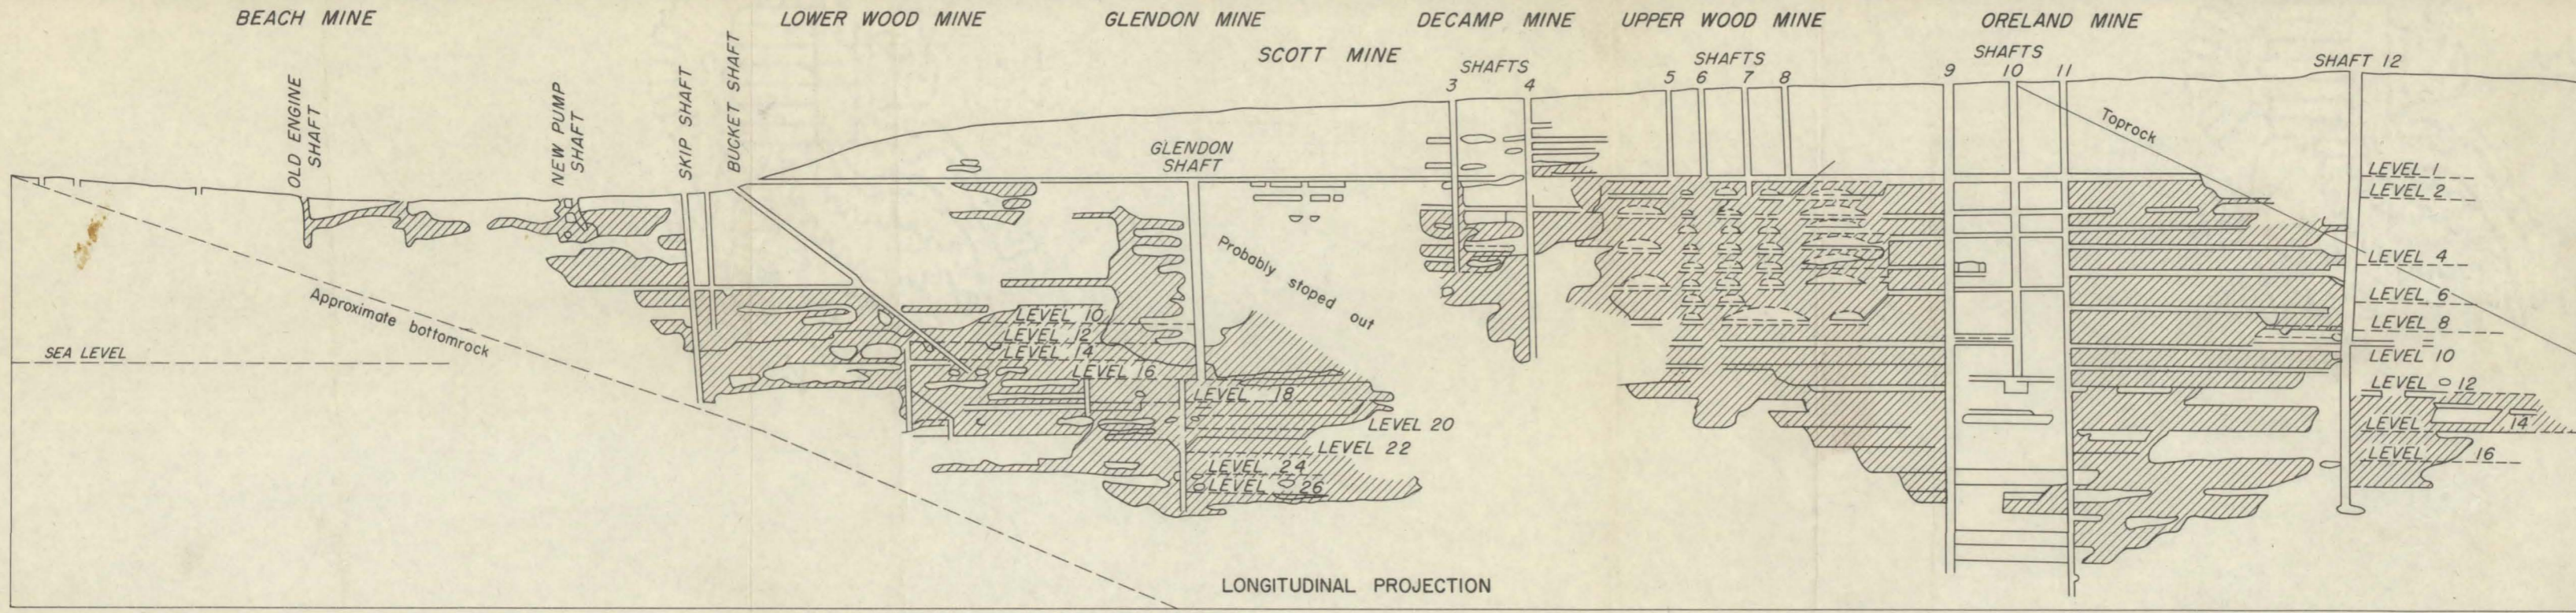 BEACH MINE
LOWER WOOD MINE
GLENDON MINE
DECAMP MINE
UPPER WOOD MINE
ORELAND MINE
SCOTT MINE
SHAFTS
3 4
SHAFTS
5 6 7 8
SHAFTS
9 10 11
SHAFT 12
OLD ENGINE
SHAFT
NEW PUMP
SHAFT
SKIP SHAFT
BUCKET SHAFT
GLENDON
SHAFT
Toprock
Probably stoped out
Approximate bottomrock
SEA LEVEL
LEVEL 10
LEVEL 12
LEVEL 14
LEVEL 16
LEVEL 18
LEVEL 20
LEVEL 22
LEVEL 24
LEVEL 26
LEVEL 1
LEVEL 2
LEVEL 4
LEVEL 6
LEVEL 8
LEVEL 10
LEVEL 12
LEVEL 14
LEVEL 16
LONGITUDINAL PROJECTION